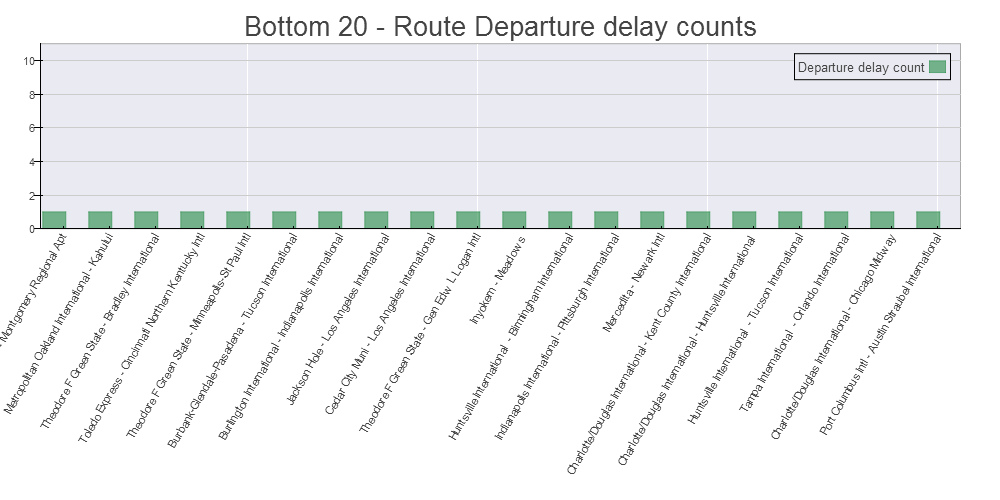 Bottom 20 - Route Departure delay counts
Departure delay count
10
8
6
4
2
0
- Montgomery Regional Apt
Metropolitan Oakland International - Kahului
Theodore F Green State - Bradley International
Toledo Express - Cincinnati Northern Kentucky Intl
Theodore F Green State - Minneapolis-St Paul Intl
Burbank-Glendale-Pasadena - Tucson International
Burlington International - Indianapolis International
Jackson Hole - Los Angeles International
Cedar City Muni - Los Angeles International
Theodore F Green State - Gen Edw L Logan Intl
Inyokern - Meadows
Huntsville International - Birmingham International
Indianapolis International - Pittsburgh International
Mercedita - Newark Intl
Charlotte/Douglas International - Kent County International
Charlotte/Douglas International - Huntsville International
Huntsville International - Tucson International
Tampa International - Orlando International
Charlotte/Douglas International - Chicago Midway
Port Columbus Intl - Austin Straubel International